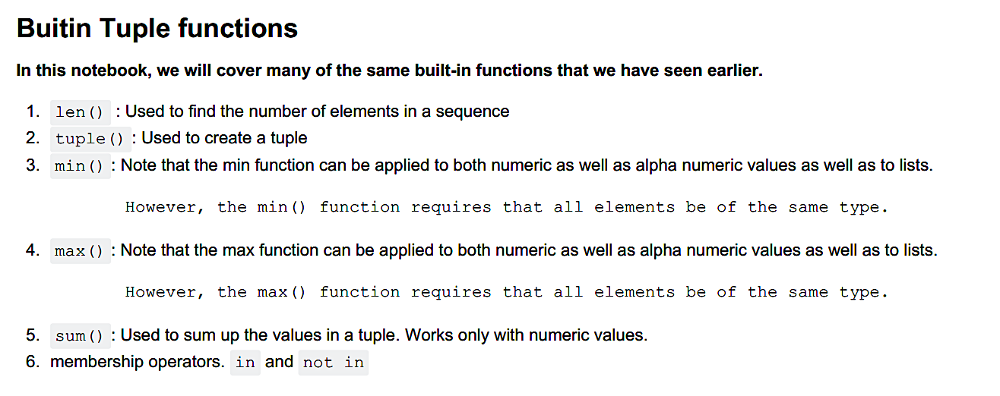 Buitin Tuple functions
In this notebook, we will cover many of the same built-in functions that we have seen earlier.
1. len() : Used to find the number of elements in a sequence
2. tuple() : Used to create a tuple
3. min() : Note that the min function can be applied to both numeric as well as alpha numeric values as well as to lists.
However, the min() function requires that all elements be of the same type.
4. max() : Note that the max function can be applied to both numeric as well as alpha numeric values as well as to lists.
However, the max() function requires that all elements be of the same type.
5. sum() : Used to sum up the values in a tuple. Works only with numeric values.
6. membership operators. in and not in